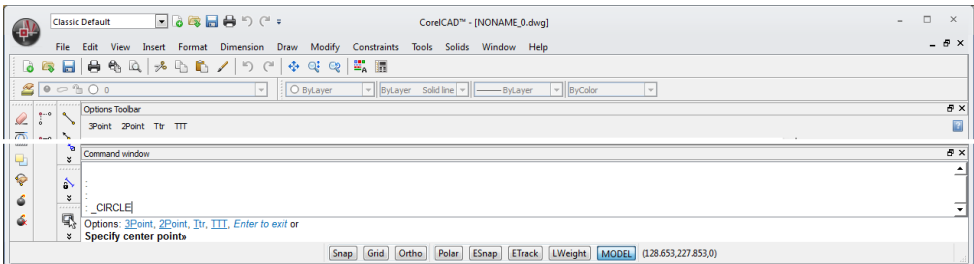 Classic Default CorelCAD™ - [NONAME_0.dwg]
File Edit View Insert Format Dimension Draw Modify Constraints Tools Solids Window Help
0 ByLayer ByLayer Solid line ByLayer ByColor
Options Toolbar
3Point 2Point Ttr TTT
Command window
:
:
: _CIRCLE
Options: 3Point, 2Point, Ttr, TTT, Enter to exit or
Specify center point»
Snap Grid Ortho Polar ESnap ETrack LWeight MODEL (128.653,227.853,0)